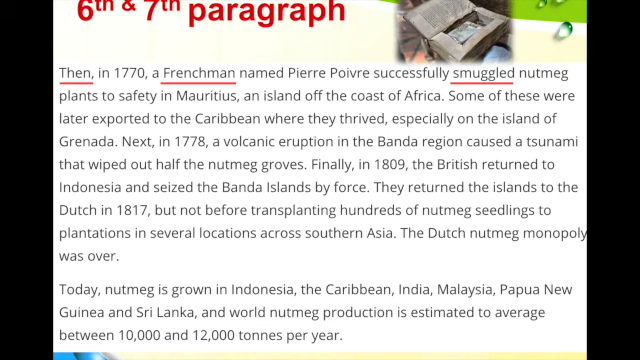 6th & 7th paragraph
Then, in 1770, a Frenchman named Pierre Poivre successfully smuggled nutmeg
plants to safety in Mauritius, an island off the coast of Africa. Some of these were
later exported to the Caribbean where they thrived, especially on the island of
Grenada. Next, in 1778, a volcanic eruption in the Banda region caused a tsunami
that wiped out half the nutmeg groves. Finally, in 1809, the British returned to
Indonesia and seized the Banda Islands by force. They returned the islands to the
Dutch in 1817, but not before transplanting hundreds of nutmeg seedlings to
plantations in several locations across southern Asia. The Dutch nutmeg monopoly
was over.
Today, nutmeg is grown in Indonesia, the Caribbean, India, Malaysia, Papua New
Guinea and Sri Lanka, and world nutmeg production is estimated to average
between 10,000 and 12,000 tonnes per year.